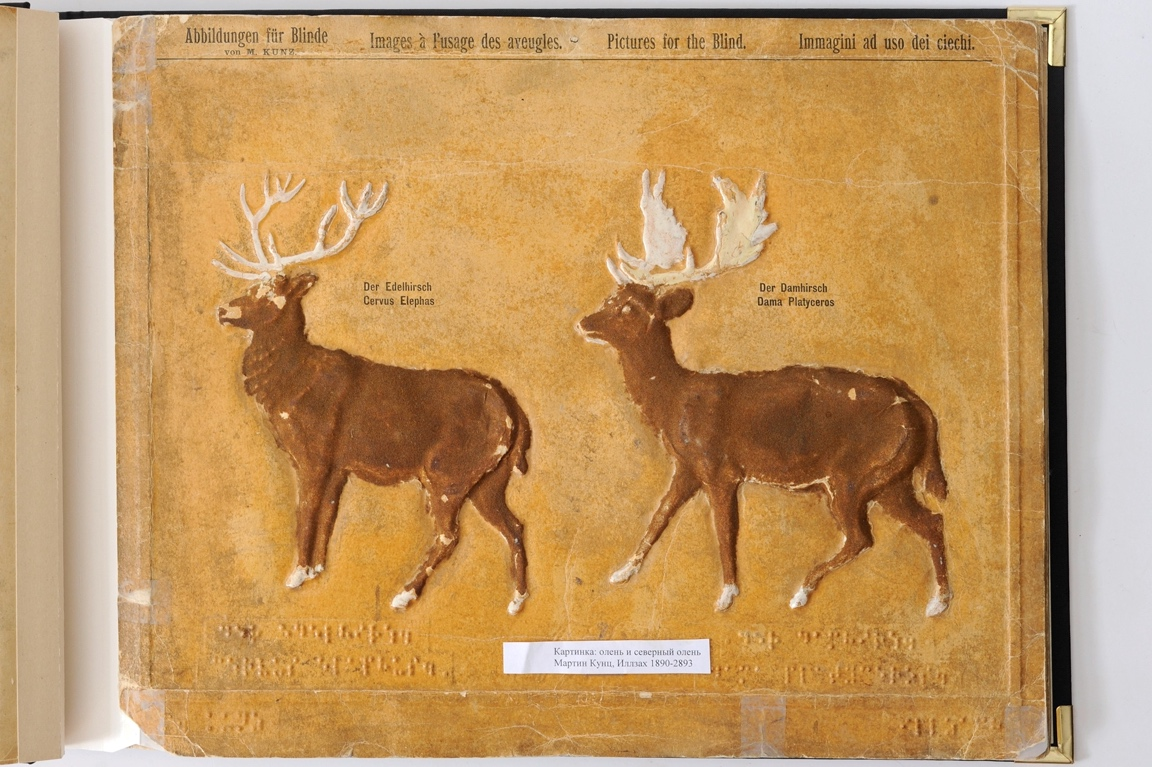 Abbildungen für Blinde
von M. KUNZ
Images à l'usage des aveugles.
Pictures for the Blind.
Immagini ad uso dei ciechi.
Der Edelhirsch
Cervus Elephas
Der Damhirsch
Dama Platyceros
Картинка: олень и северный олень
Мартин Кунц, Иллзах 1890-2893